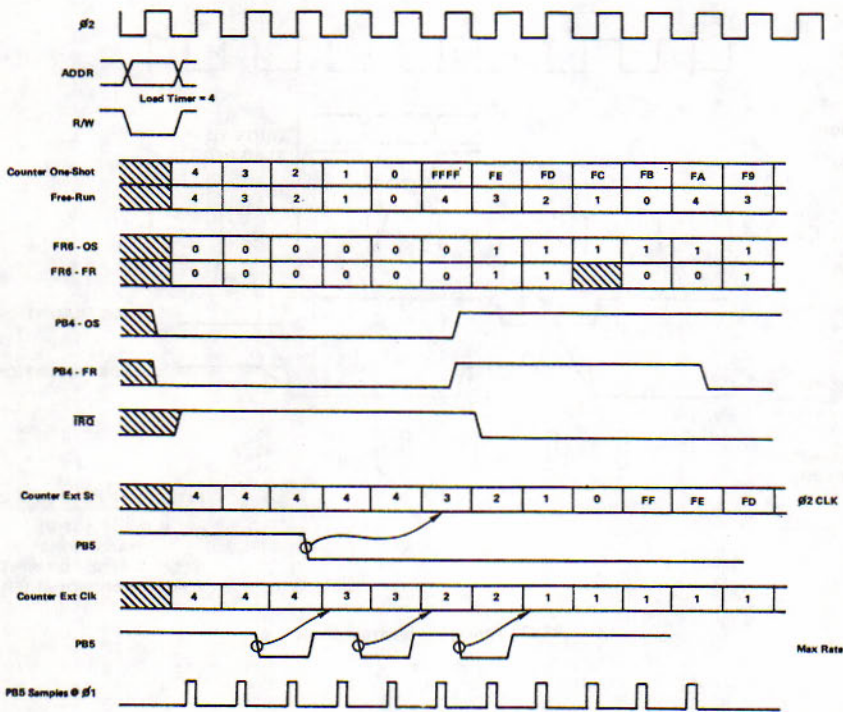 Ø2
ADDR
Load Timer = 4
R/W
Counter One-Shot 4 3 2 1 0 FFFF FE FD FC FB FA F9
Free-Run 4 3 2 1 0 4 3 2 1 0 4 3
FR6 - OS 0 0 0 0 0 0 1 1 1 1 1 1
FR6 - FR 0 0 0 0 0 0 1 1 0 0 1
PB4 - OS
PB4 - FR
IRQ
Counter Ext St 4 4 4 4 4 3 2 1 0 FF FE FD Ø2 CLK
PB5
Counter Ext Clk 4 4 4 3 3 2 2 1 1 1 1 1
PB5 Max Rate
PB5 Samples @ Ø1